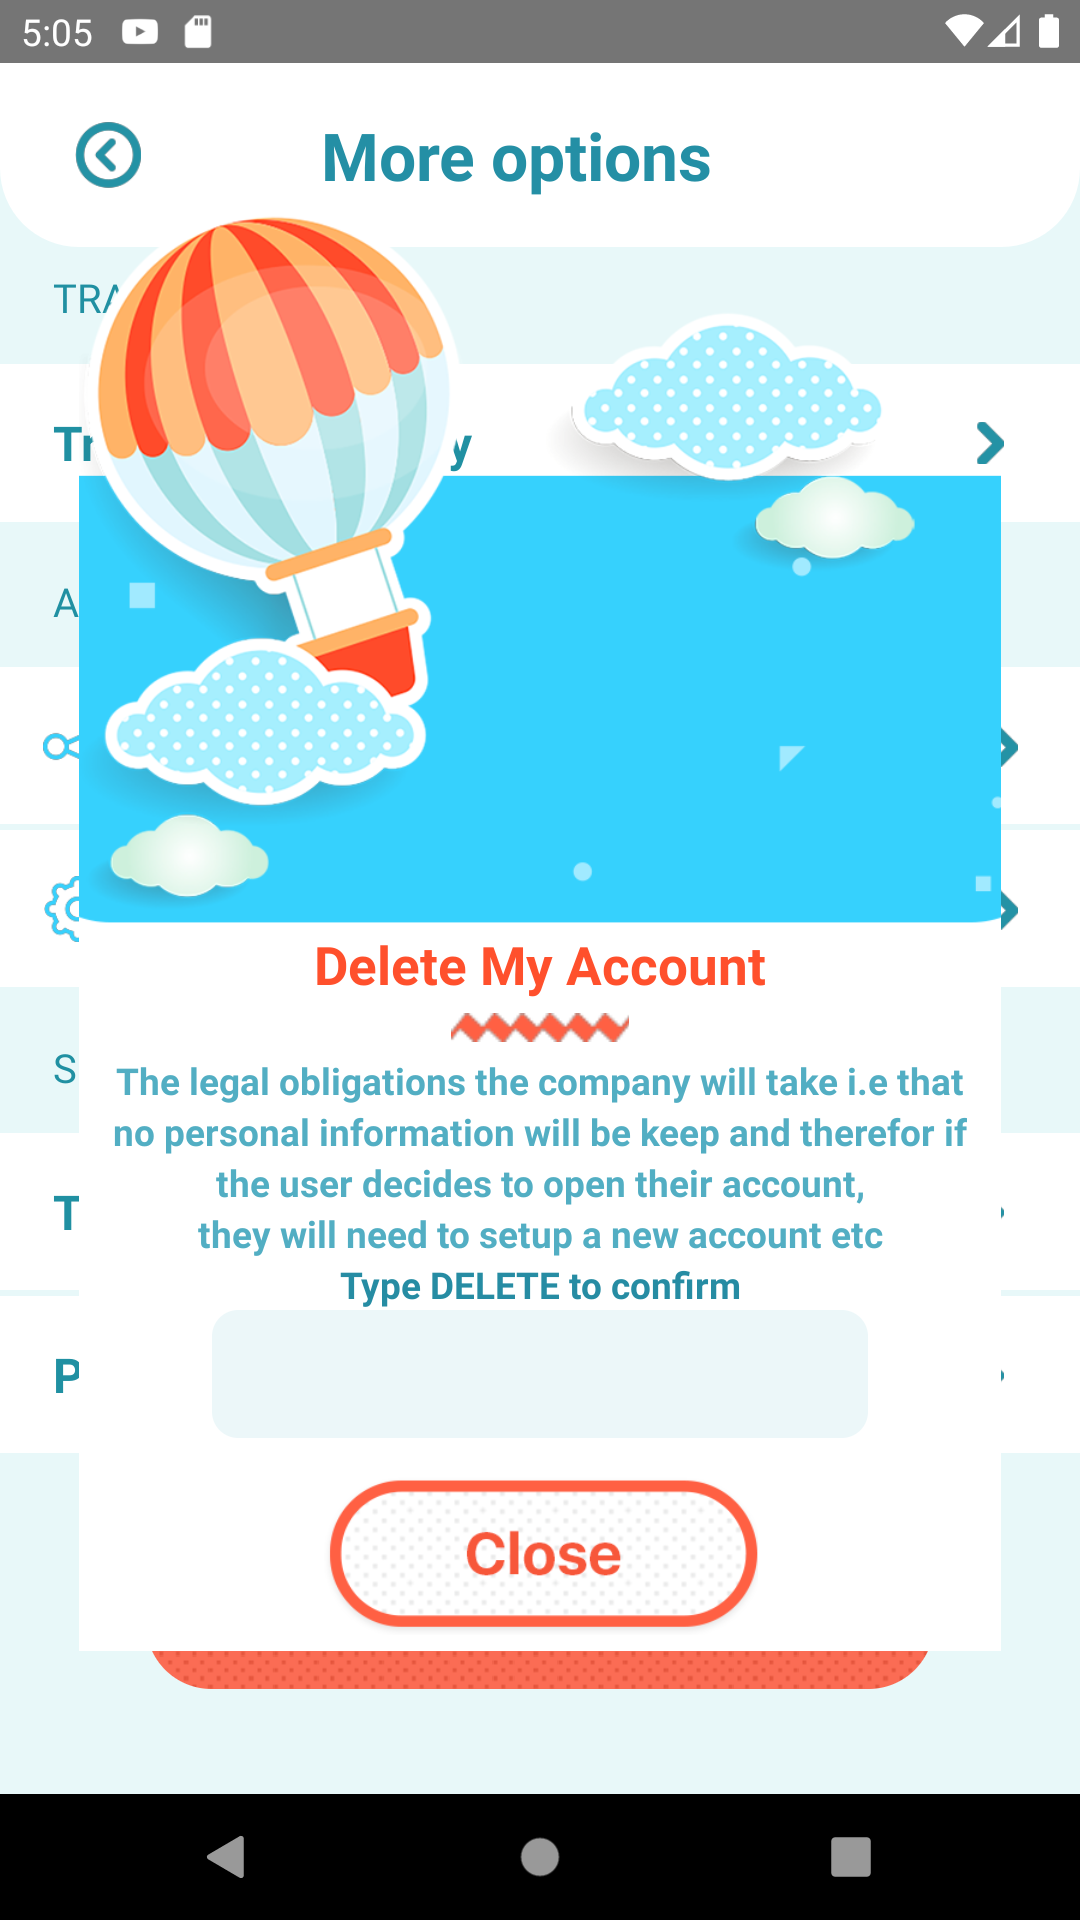 5:05
More options
Delete My Account
The legal obligations the company will take i.e that
no personal information will be keep and therefor if
the user decides to open their account,
they will need to setup a new account etc
Type DELETE to confirm
Close